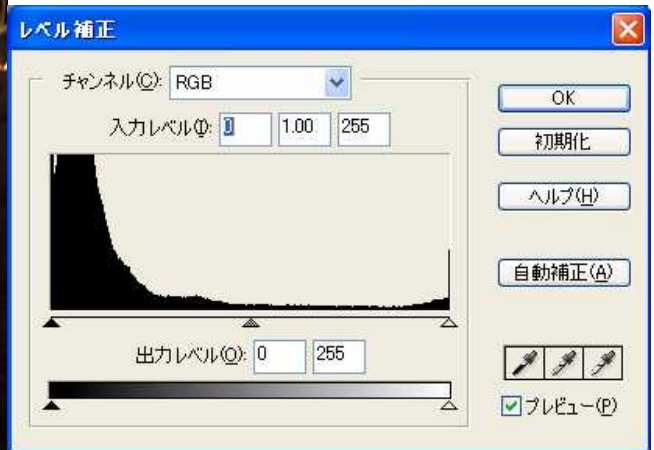 レベル補正
チャンネル(C): RGB
入力レベル(I): 0 1.00 255
出力レベル(O): 0 255
OK
初期化
ヘルプ(H)
自動補正(A)
プレビュー(P)